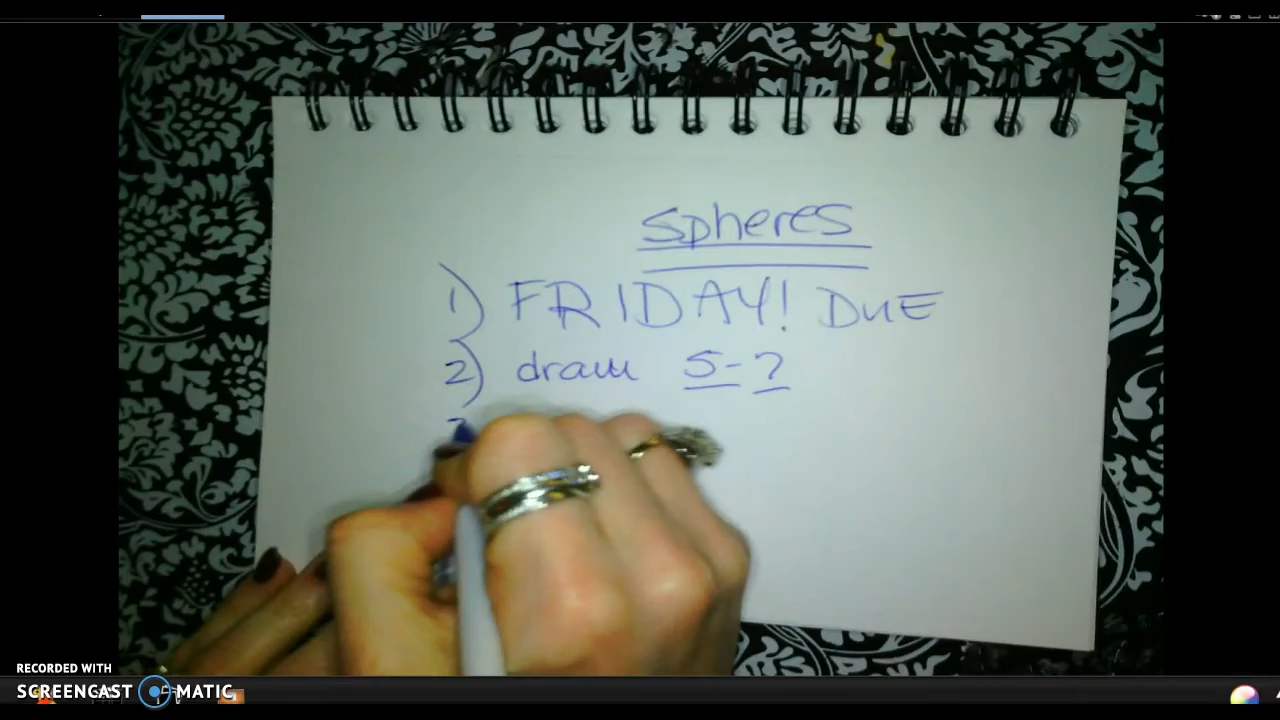 Spheres
1) FRIDAY! DUE
2) draw 5-7
RECORDED WITH
SCREENCAST MATIC